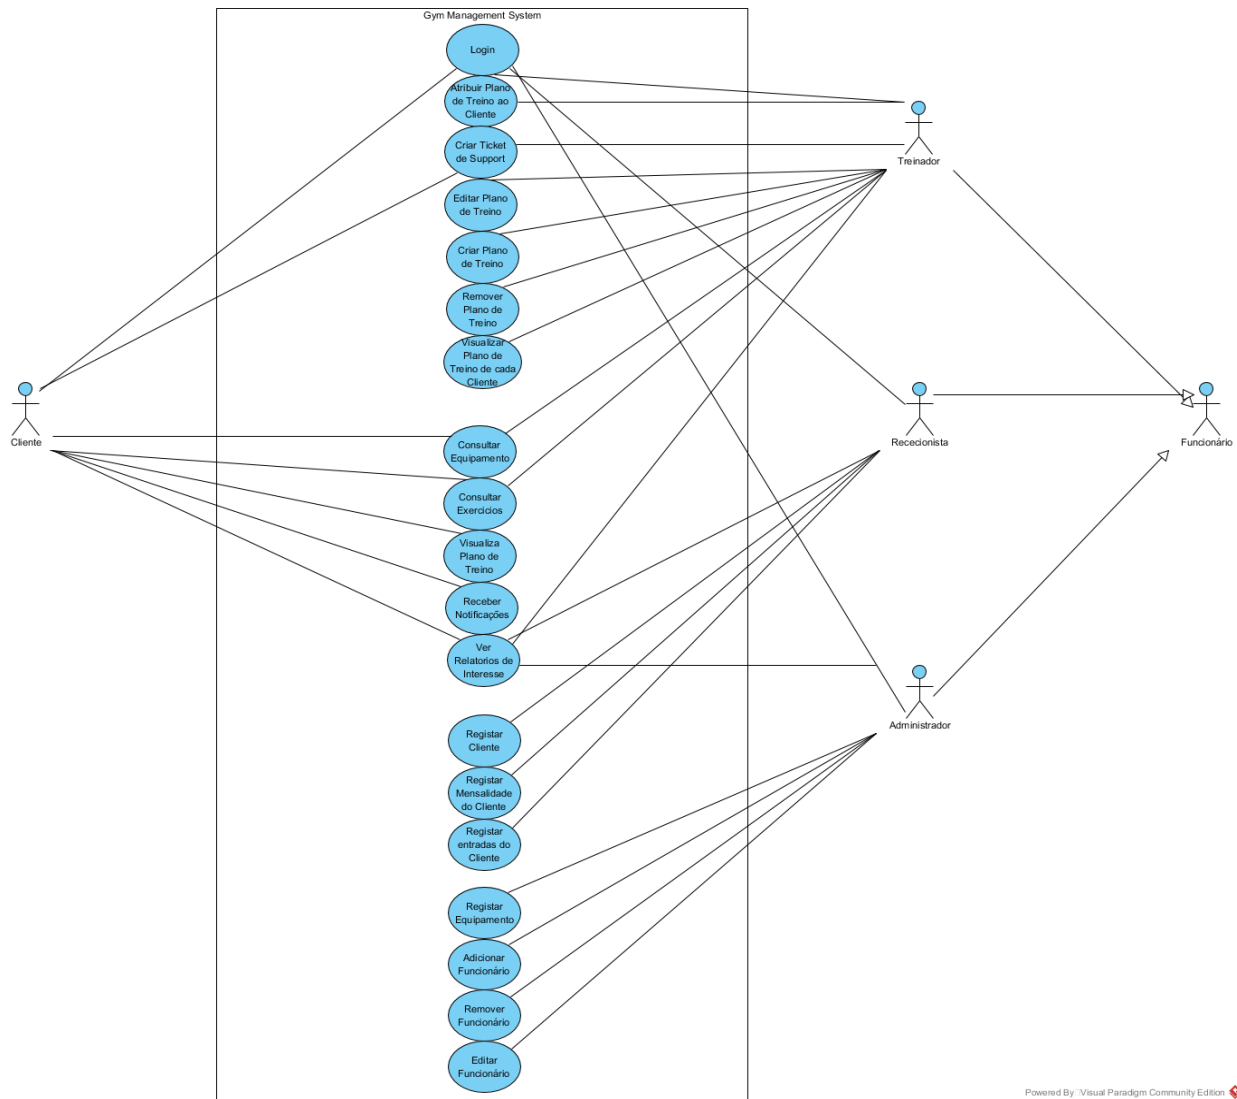 Gym Management System
Login
Atribuir Plano
de Treino ao
Cliente
Criar Ticket
de Support
Editar Plano
de Treino
Criar Plano
de Treino
Remover
Plano de
Treino
Visualizar
Plano de
Treino de cada
Cliente
Consultar
Equipamento
Consultar
Exercicios
Visualiza
Plano de
Treino
Receber
Notificações
Ver
Relatorios de
Interesse
Registar
Cliente
Registar
Mensalidade
do Cliente
Registar
entradas do
Cliente
Registar
Equipamento
Adicionar
Funcionário
Remover
Funcionário
Editar
Funcionário
Cliente
Treinador
Rececionista
Funcionário
Administrador
Powered By Visual Paradigm Community Edition